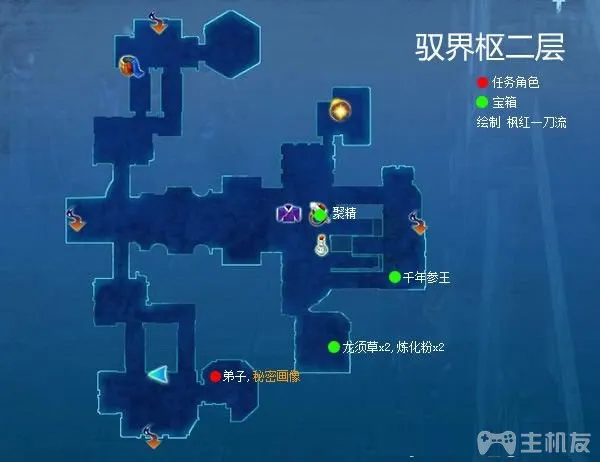 驭界枢二层
任务角色
宝箱
绘制 枫红一刀流
聚精
千年参王
龙须草x2,炼化粉x2
弟子,秘密画像
主机友